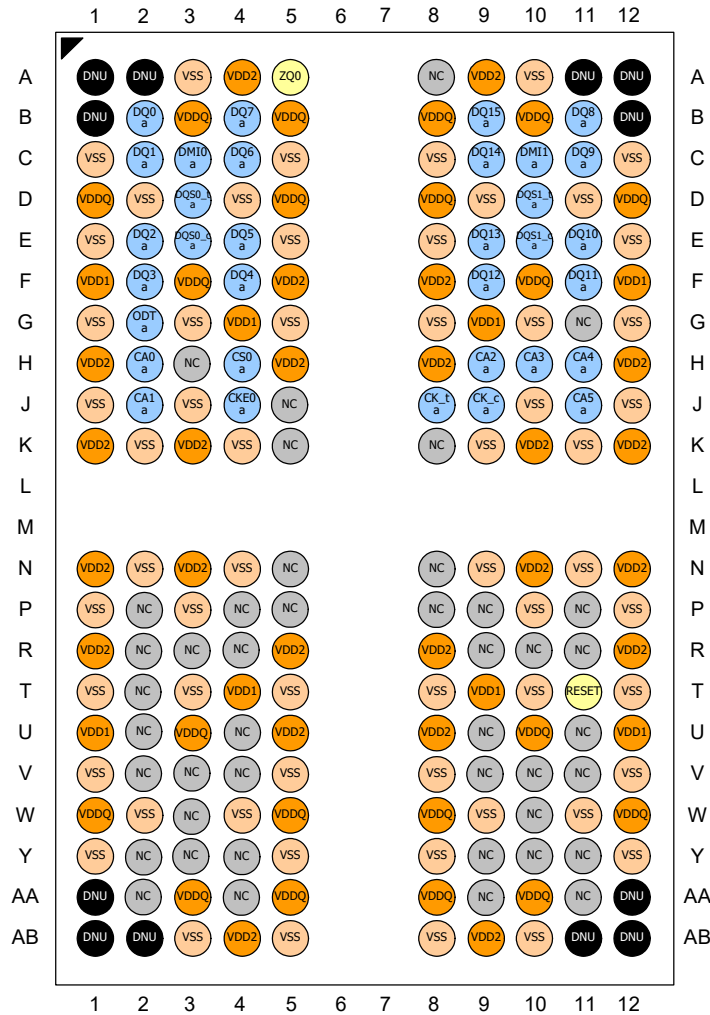 1 2 3 4 5 6 7 8 9 10 11 12
A DNU DNU VSS VDD2 ZQ0 NC VDD2 VSS DNU DNU A
B DNU DQ0 a VDDQ DQ7 a VDDQ VDDQ DQ15 a VDDQ DQ8 a DNU B
C VSS DQ1 a DMI0 a DQ6 a VSS VSS DQ14 a DMI1 a DQ9 a VSS C
D VDDQ VSS DQS0_t a VSS VDDQ VDDQ VSS DQS1_t a VSS VDDQ D
E VSS DQ2 a DQS0_c a DQ5 a VSS VSS DQ13 a DQS1_c a DQ10 a VSS E
F VDD1 DQ3 a VDDQ DQ4 a VDD2 VDD2 DQ12 a VDDQ DQ11 a VDD1 F
G VSS ODT a VSS VDD1 VSS VSS VDD1 VSS NC VSS G
H VDD2 CA0 a NC CS0 a VDD2 VDD2 CA2 a CA3 a CA4 a VDD2 H
J VSS CA1 a VSS CKE0 a NC CK_t a CK_c a VSS CA5 a VSS J
K VDD2 VSS VDD2 VSS NC NC VSS VDD2 VSS VDD2 K
L L
M M
N VDD2 VSS VDD2 VSS NC NC VSS VDD2 VSS VDD2 N
P VSS NC VSS NC NC NC NC VSS NC VSS P
R VDD2 NC NC NC VDD2 VDD2 NC NC NC VDD2 R
T VSS NC VSS VDD1 VSS VSS VDD1 VSS RESET VSS T
U VDD1 NC VDDQ NC VDD2 VDD2 NC VDDQ NC VDD1 U
V VSS NC NC NC VSS VSS NC NC NC VSS V
W VDDQ VSS NC VSS VDDQ VDDQ VSS NC VSS VDDQ W
Y VSS NC NC NC VSS VSS NC NC NC VSS Y
AA DNU NC VDDQ NC VDDQ VDDQ NC VDDQ NC DNU AA
AB DNU DNU VSS VDD2 VSS VSS VDD2 VSS DNU DNU AB
1 2 3 4 5 6 7 8 9 10 11 12